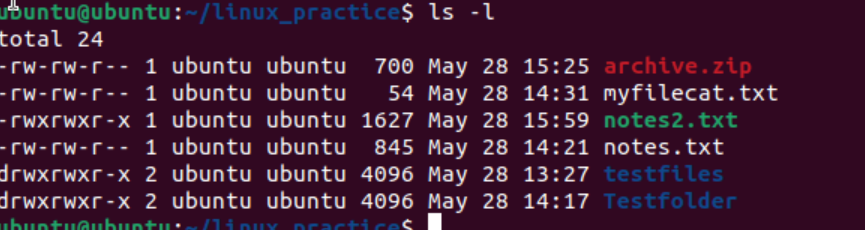 ubuntu@ubuntu:~/linux_practice$ ls -l
total 24
-rw-rw-r-- 1 ubuntu ubuntu  700 May 28 15:25 archive.zip
-rw-rw-r-- 1 ubuntu ubuntu   54 May 28 14:31 myfilecat.txt
-rwxrwxr-x 1 ubuntu ubuntu 1627 May 28 15:59 notes2.txt
-rw-rw-r-- 1 ubuntu ubuntu  845 May 28 14:21 notes.txt
drwxrwxr-x 2 ubuntu ubuntu 4096 May 28 13:27 testfiles
drwxrwxr-x 2 ubuntu ubuntu 4096 May 28 14:17 Testfolder
ubuntu@ubuntu:~/linux_practice$